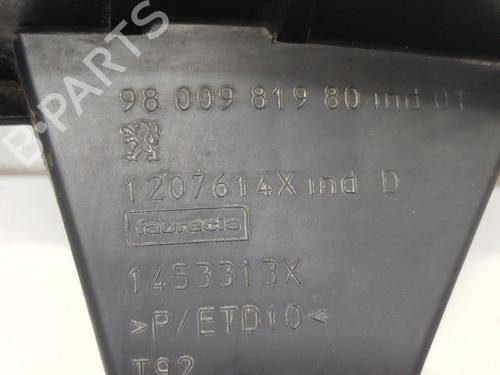 98 009 819 80 ind 01
1207614X ind D
faurecia
1453313X
>P/ETD10<
T92
B-PARTS